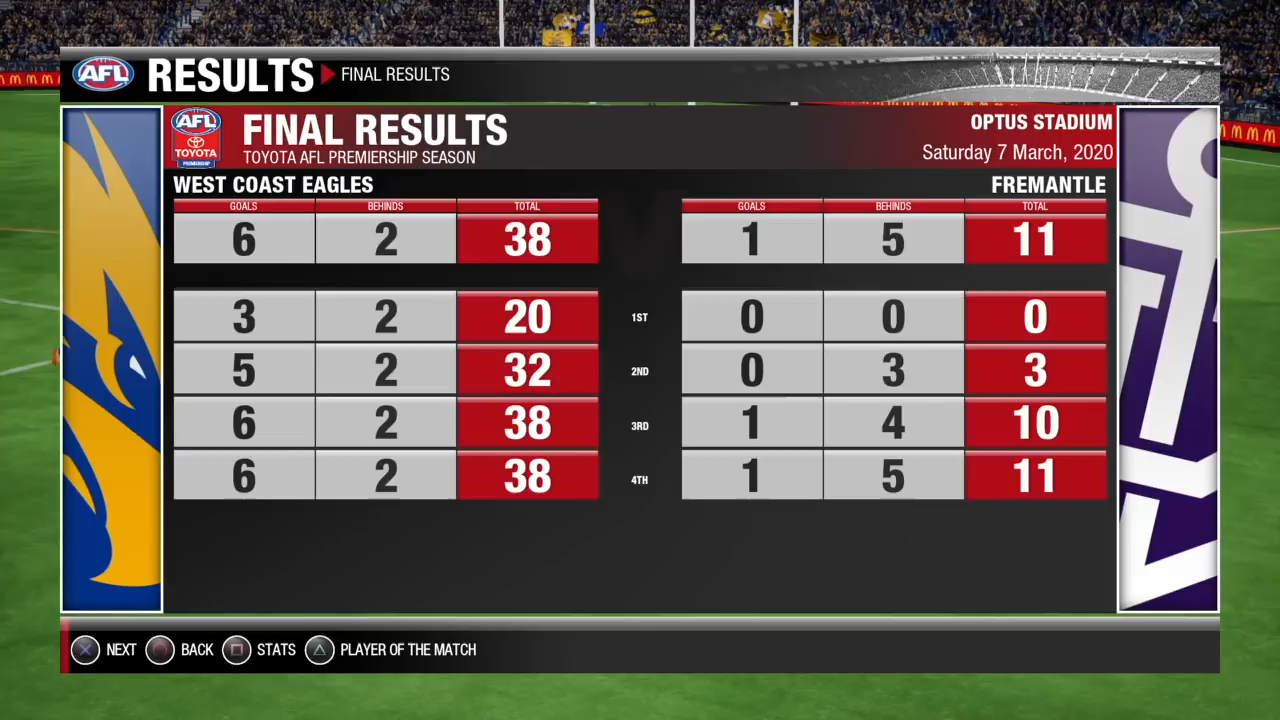 AFL RESULTS FINAL RESULTS
AFL TOYOTA PREMIERSHIP
FINAL RESULTS
TOYOTA AFL PREMIERSHIP SEASON
OPTUS STADIUM
Saturday 7 March, 2020
WEST COAST EAGLES FREMANTLE
GOALS BEHINDS TOTAL GOALS BEHINDS TOTAL
6 2 38 1 5 11
3 2 20 1ST 0 0 0
5 2 32 2ND 0 3 3
6 2 38 3RD 1 4 10
6 2 38 4TH 1 5 11
NEXT BACK STATS PLAYER OF THE MATCH